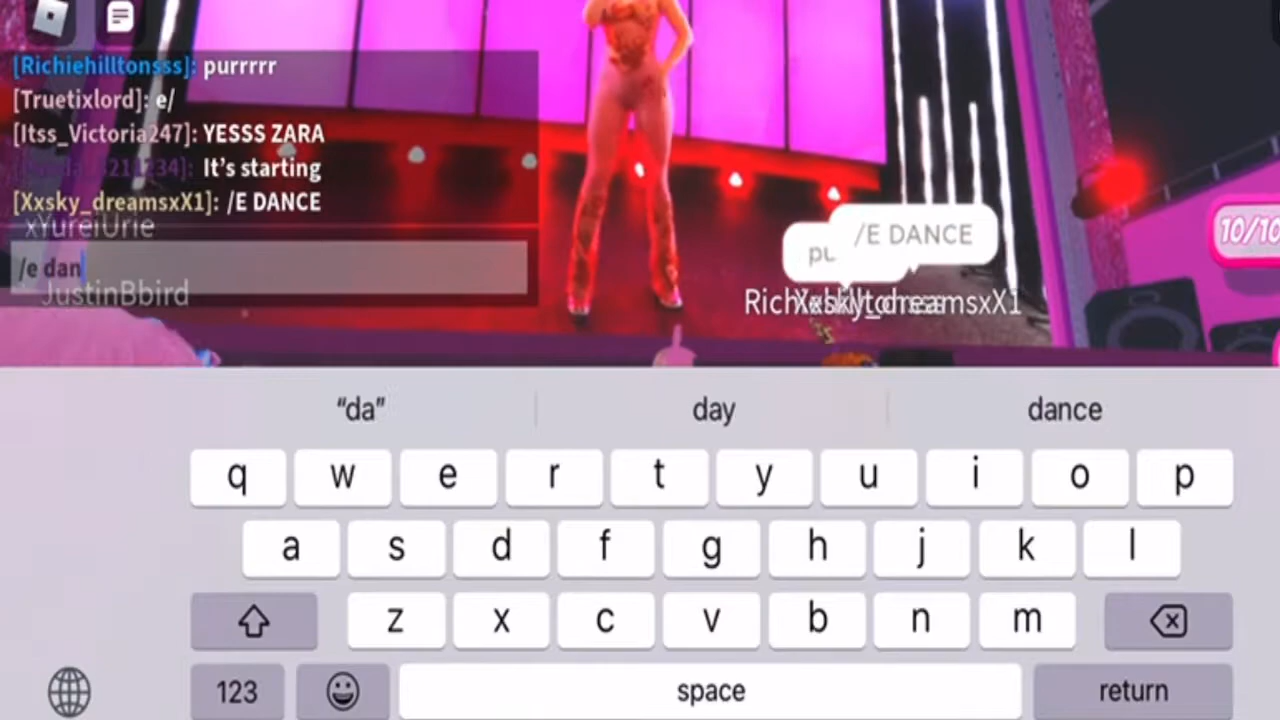 [Richiehilltonsss]: purrrrr
[Truetixlord]: e/
[Itss_Victoria247]: YESSS ZARA
It's starting
[Xxsky_dreamsxX1]: /E DANCE
xYureiUrie
/e dan
JustinBbird
/E DANCE
pu
10/10
“da” day dance
q w e r t y u i o p
a s d f g h j k l
z x c v b n m
123 space return